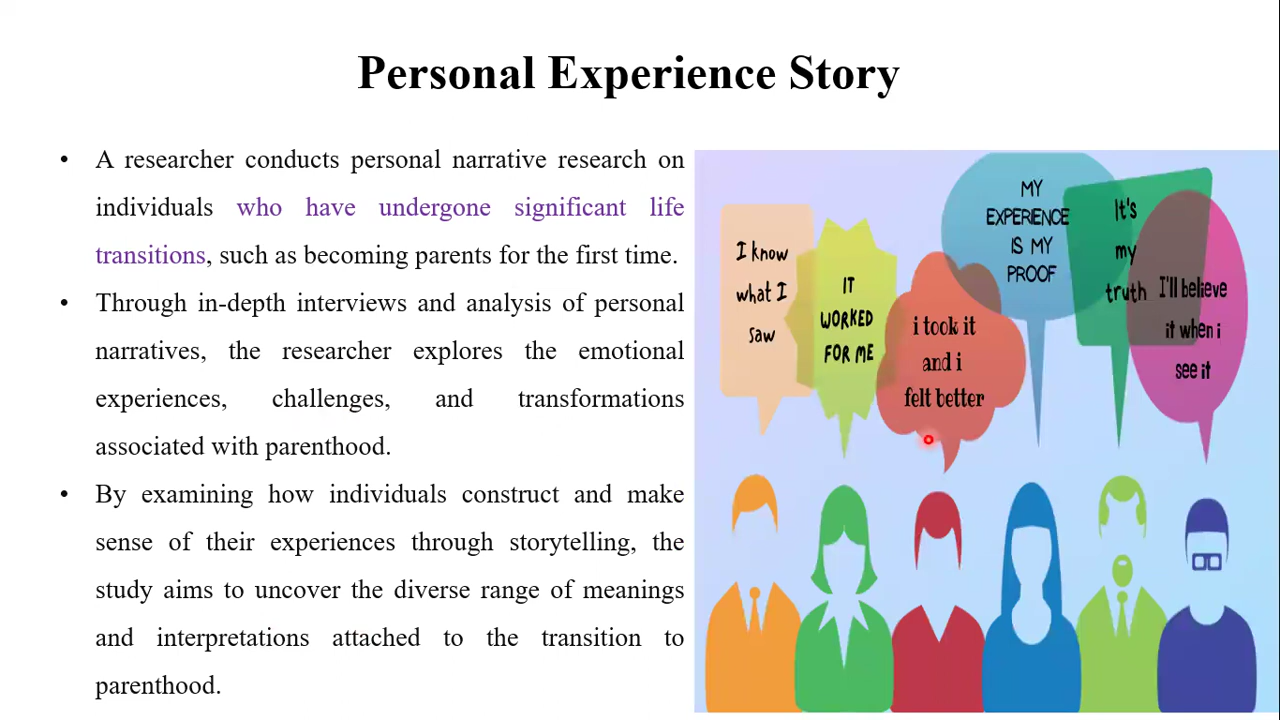 Personal Experience Story
• A researcher conducts personal narrative research on
individuals who have undergone significant life
transitions, such as becoming parents for the first time.
• Through in-depth interviews and analysis of personal
narratives, the researcher explores the emotional
experiences, challenges, and transformations
associated with parenthood.
• By examining how individuals construct and make
sense of their experiences through storytelling, the
study aims to uncover the diverse range of meanings
and interpretations attached to the transition to
parenthood.
I know
what I
saw
IT
WORKED
FOR ME
i took it
and i
felt better
MY
EXPERIENCE
IS MY
PROOF
It's
my
truth
I'll believe
it when i
see it